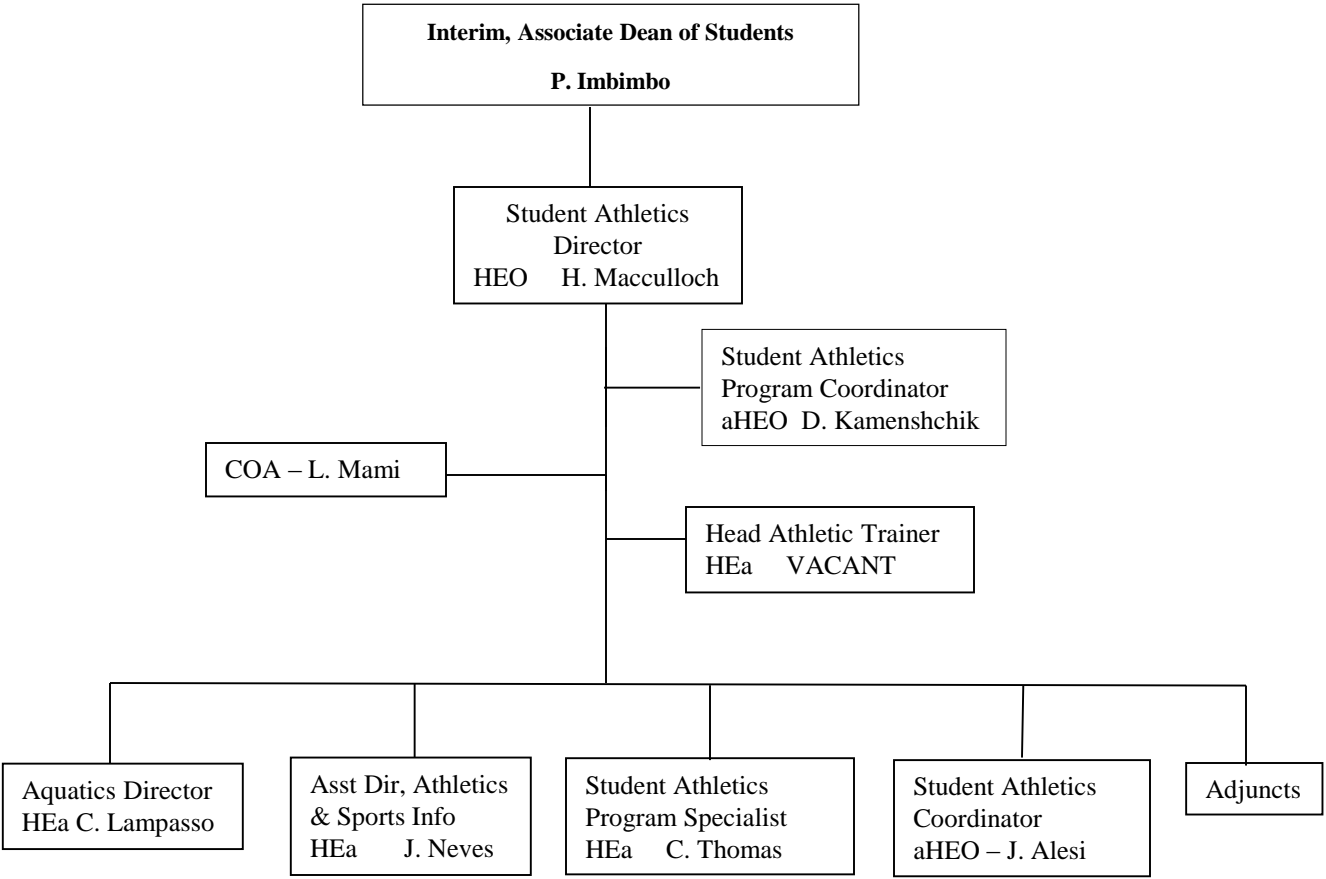 Interim, Associate Dean of Students
P. Imbimbo
Student Athletics
Director
HEO H. Macculloch
Student Athletics
Program Coordinator
aHEO D. Kamenshchik
COA – L. Mami
Head Athletic Trainer
HEa VACANT
Aquatics Director
HEa C. Lampasso
Asst Dir, Athletics
& Sports Info
HEa J. Neves
Student Athletics
Program Specialist
HEa C. Thomas
Student Athletics
Coordinator
aHEO – J. Alesi
Adjuncts